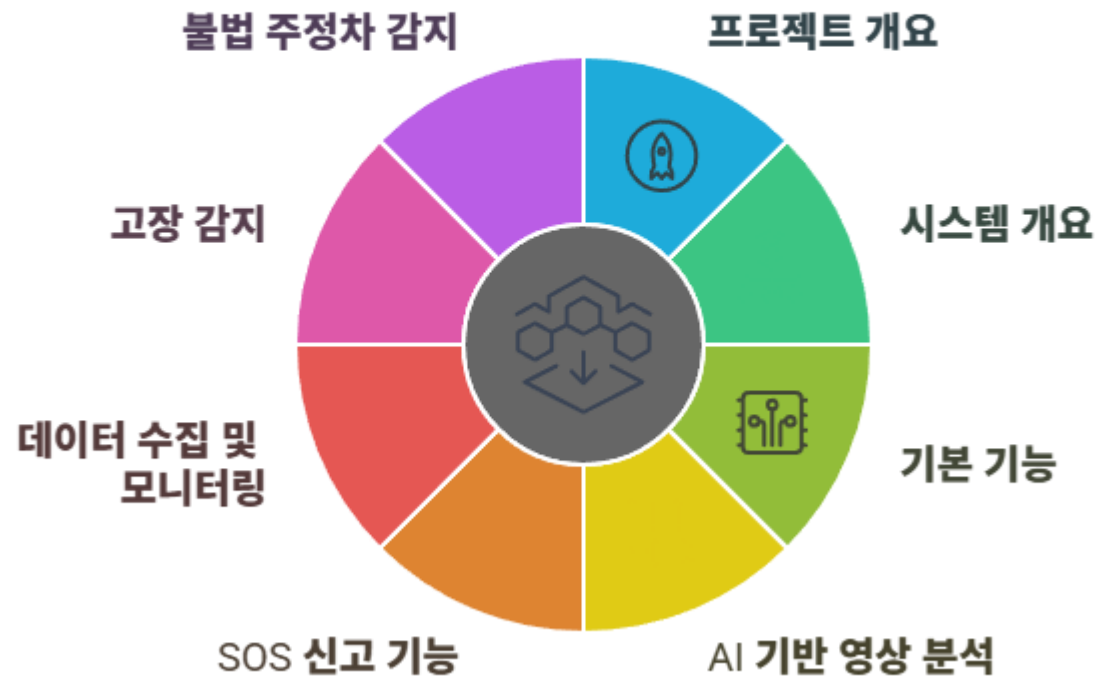 불법 주정차 감지
프로젝트 개요
고장 감지
시스템 개요
데이터 수집 및
모니터링
기본 기능
SOS 신고 기능
AI 기반 영상 분석